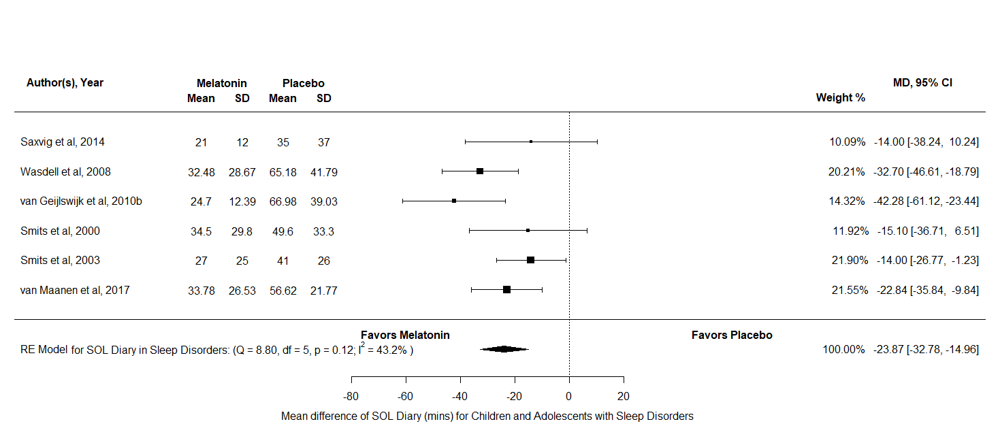 Author(s), Year Melatonin Placebo MD, 95% CI
Mean SD Mean SD Weight %
Saxvig et al, 2014 21 12 35 37 10.09% -14.00 [-38.24, 10.24]
Wasdell et al, 2008 32.48 28.67 65.18 41.79 20.21% -32.70 [-46.61, -18.79]
van Geijlswijk et al, 2010b 24.7 12.39 66.98 39.03 14.32% -42.28 [-61.12, -23.44]
Smits et al, 2000 34.5 29.8 49.6 33.3 11.92% -15.10 [-36.71, 6.51]
Smits et al, 2003 27 25 41 26 21.90% -14.00 [-26.77, -1.23]
van Maanen et al, 2017 33.78 26.53 56.62 21.77 21.55% -22.84 [-35.84, -9.84]
Favors Melatonin Favors Placebo
RE Model for SOL Diary in Sleep Disorders: (Q = 8.80, df = 5, p = 0.12; I² = 43.2% ) 100.00% -23.87 [-32.78, -14.96]
-80 -60 -40 -20 0 20
Mean difference of SOL Diary (mins) for Children and Adolescents with Sleep Disorders